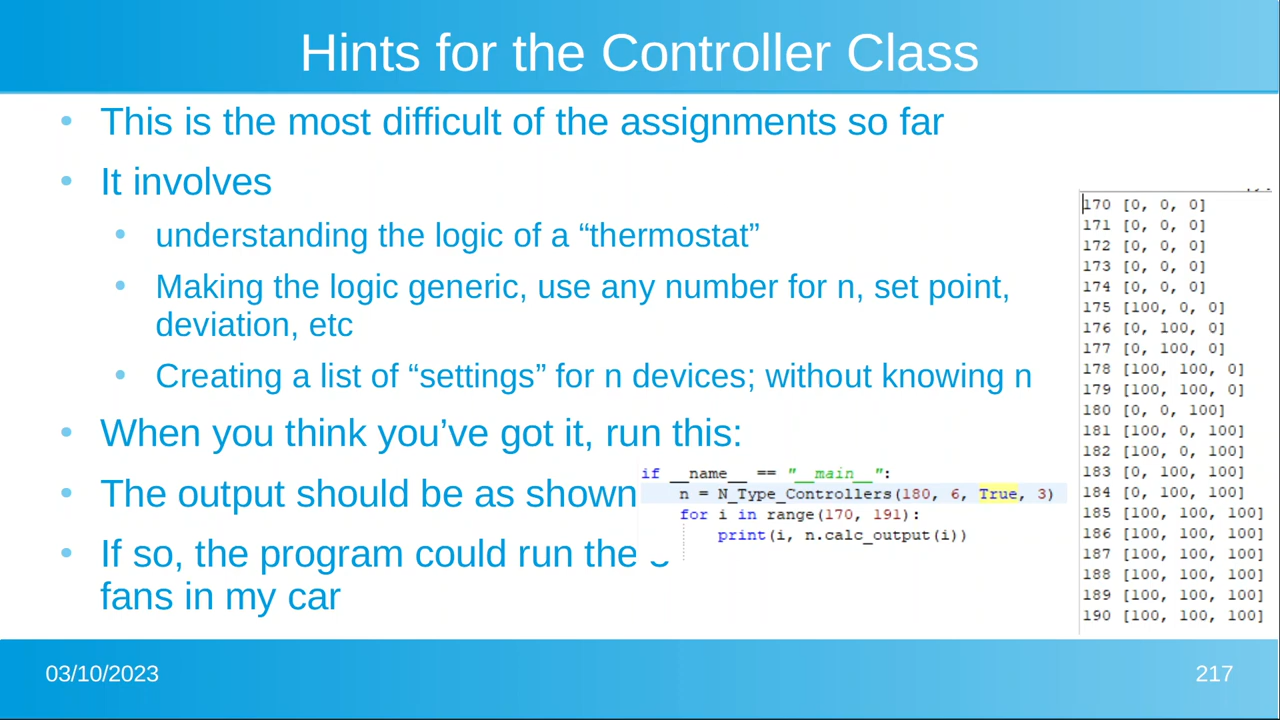 Hints for the Controller Class
This is the most difficult of the assignments so far
It involves
understanding the logic of a “thermostat”
Making the logic generic, use any number for n, set point,
deviation, etc
Creating a list of “settings” for n devices; without knowing n
When you think you’ve got it, run this:
The output should be as shown
If so, the program could run the
fans in my car
if __name__ == "__main__":
n = N_Type_Controllers(180, 6, True, 3)
for i in range(170, 191):
print(i, n.calc_output(i))
170 [0, 0, 0]
171 [0, 0, 0]
172 [0, 0, 0]
173 [0, 0, 0]
174 [0, 0, 0]
175 [100, 0, 0]
176 [0, 100, 0]
177 [0, 100, 0]
178 [100, 100, 0]
179 [100, 100, 0]
180 [0, 0, 100]
181 [100, 0, 100]
182 [100, 0, 100]
183 [0, 100, 100]
184 [0, 100, 100]
185 [100, 100, 100]
186 [100, 100, 100]
187 [100, 100, 100]
188 [100, 100, 100]
189 [100, 100, 100]
190 [100, 100, 100]
03/10/2023
217